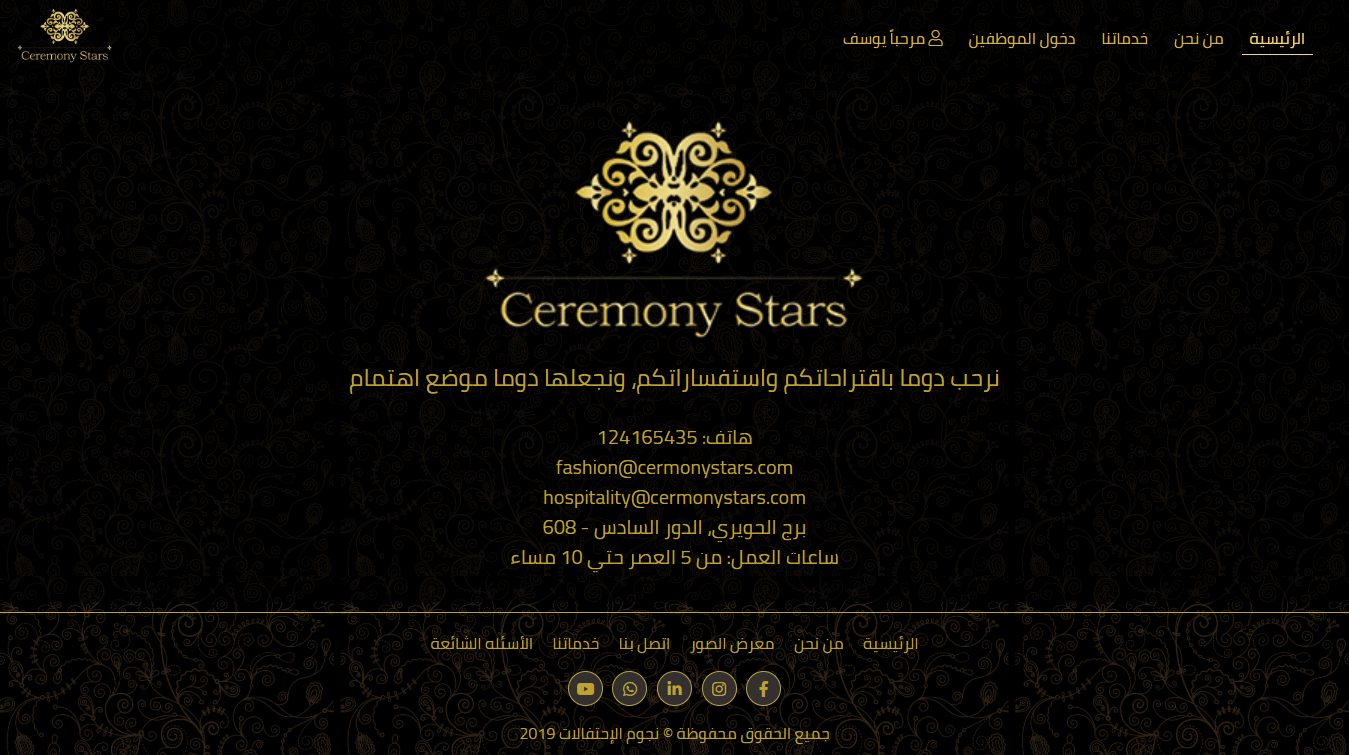 Ceremony Stars
الرئيسية من نحن خدماتنا دخول الموظفين مرحباً يوسف
Ceremony Stars
نرحب دوما باقتراحاتكم واستفساراتكم, ونجعلها دوما موضع اهتمام
هاتف: 124165435
fashion@cermonystars.com
hospitality@cermonystars.com
برج الحويري, الدور السادس - 608
ساعات العمل: من 5 العصر حتي 10 مساء
الرئيسية من نحن معرض الصور اتصل بنا خدماتنا الأسئله الشائعة
جميع الحقوق محفوظة © نجوم الإحتفالات 2019